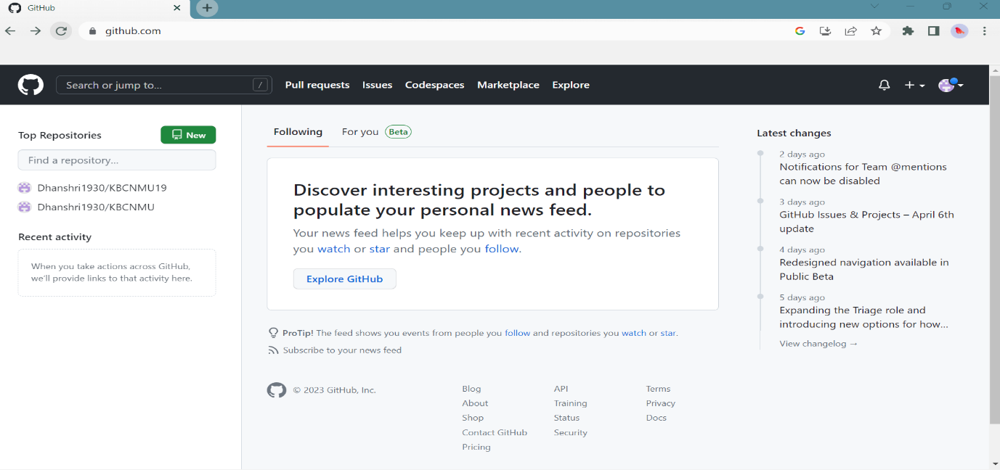 GitHub
github.com
Search or jump to... /
Pull requests Issues Codespaces Marketplace Explore
Top Repositories
New
Find a repository...
Dhanshri1930/KBCNMU19
Dhanshri1930/KBCNMU
Recent activity
When you take actions across GitHub,
we'll provide links to that activity here.
Following For you Beta
Discover interesting projects and people to
populate your personal news feed.
Your news feed helps you keep up with recent activity on repositories
you watch or star and people you follow.
Explore GitHub
ProTip! The feed shows you events from people you follow and repositories you watch or star.
Subscribe to your news feed
© 2023 GitHub, Inc.
Blog
About
Shop
Contact GitHub
Pricing
API
Training
Status
Security
Terms
Privacy
Docs
Latest changes
2 days ago
Notifications for Team @mentions
can now be disabled
3 days ago
GitHub Issues & Projects – April 6th
update
4 days ago
Redesigned navigation available in
Public Beta
5 days ago
Expanding the Triage role and
introducing new options for how...
View changelog →